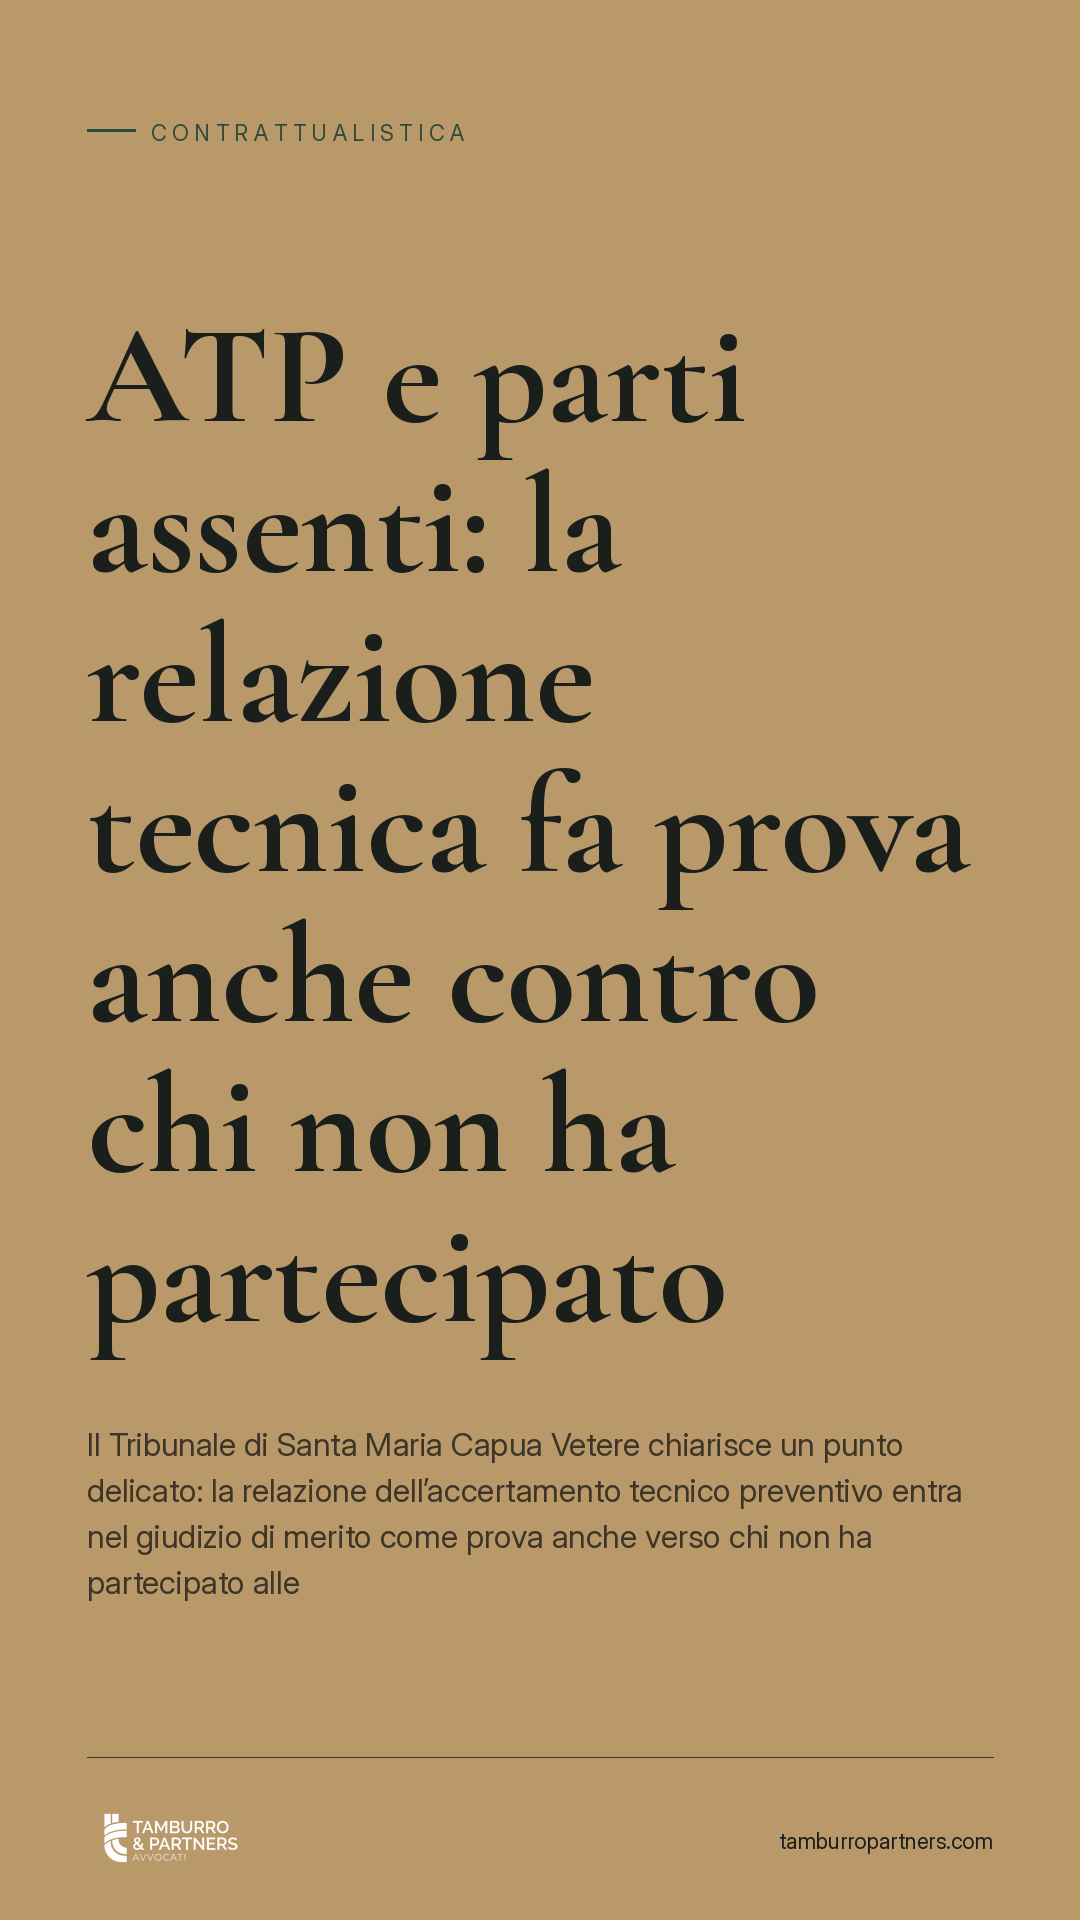 CONTRATTUALISTICA
ATP e parti
assenti: la
relazione
tecnica fa prova
anche contro
chi non ha
partecipato
Il Tribunale di Santa Maria Capua Vetere chiarisce un punto
delicato: la relazione dell’accertamento tecnico preventivo entra
nel giudizio di merito come prova anche verso chi non ha
partecipato alle
TAMBURRO
& PARTNERS
AVVOCATI
tamburropartners.com